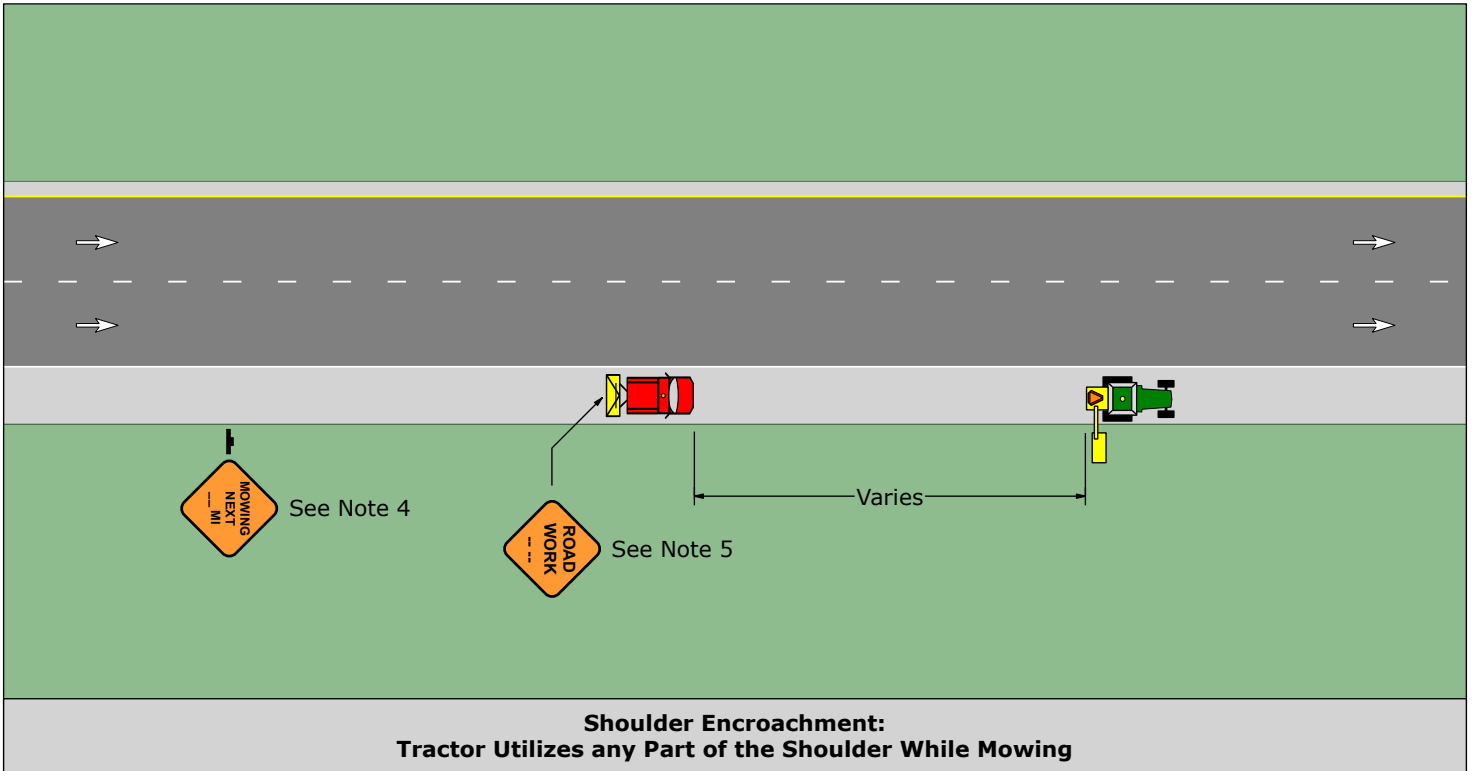 MOWING
NEXT
__ MI
See Note 4
ROAD
WORK
-- --
See Note 5
Varies
Shoulder Encroachment:
Tractor Utilizes any Part of the Shoulder While Mowing